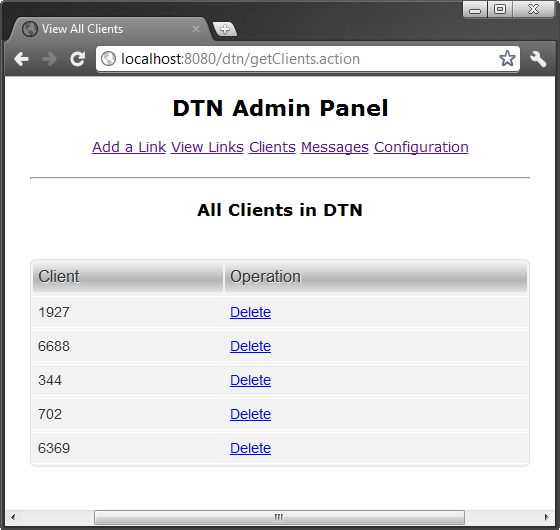 View All Clients
localhost:8080/dtn/getClients.action
DTN Admin Panel
Add a Link View Links Clients Messages Configuration
All Clients in DTN
Client Operation
1927 Delete
6688 Delete
344 Delete
702 Delete
6369 Delete